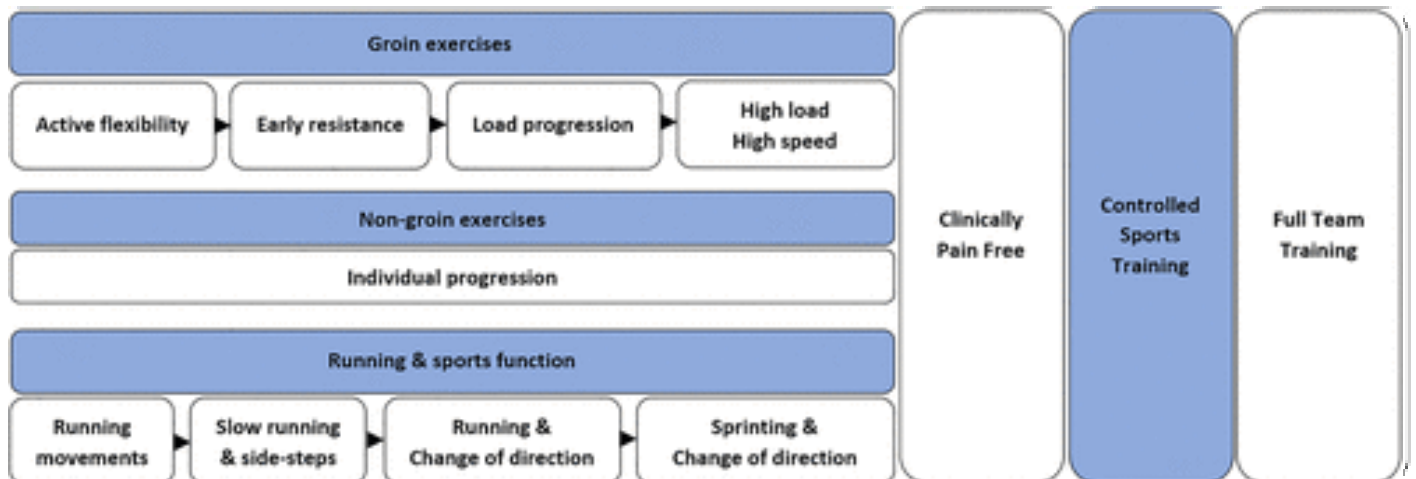 Groin exercises
Active flexibility
Early resistance
Load progression
High load
High speed
Non-groin exercises
Individual progression
Running & sports function
Running
movements
Slow running
& side-steps
Running &
Change of direction
Sprinting &
Change of direction
Clinically
Pain Free
Controlled
Sports
Training
Full Team
Training